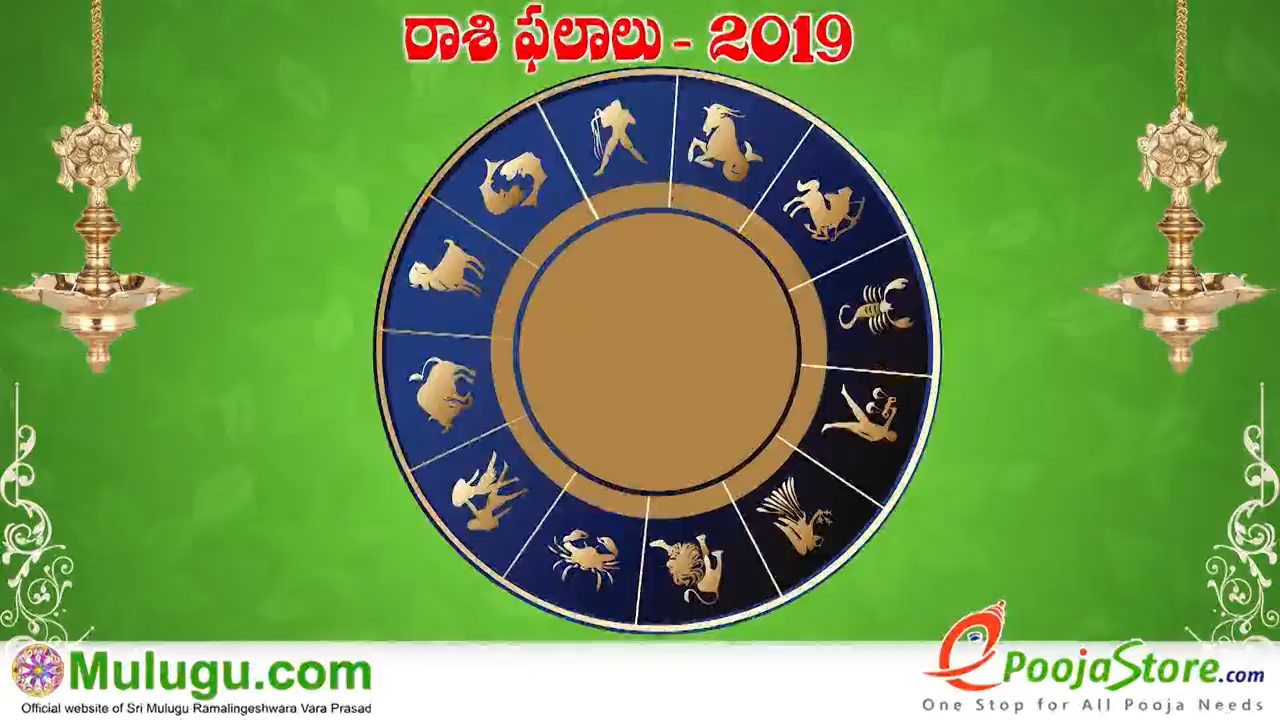 రాశి ఫలాలు - 2019
Mulugu.com
Official website of Sri Mulugu Ramalingeshwara Vara Prasad
ePoojaStore.com
One Stop for All Pooja Needs